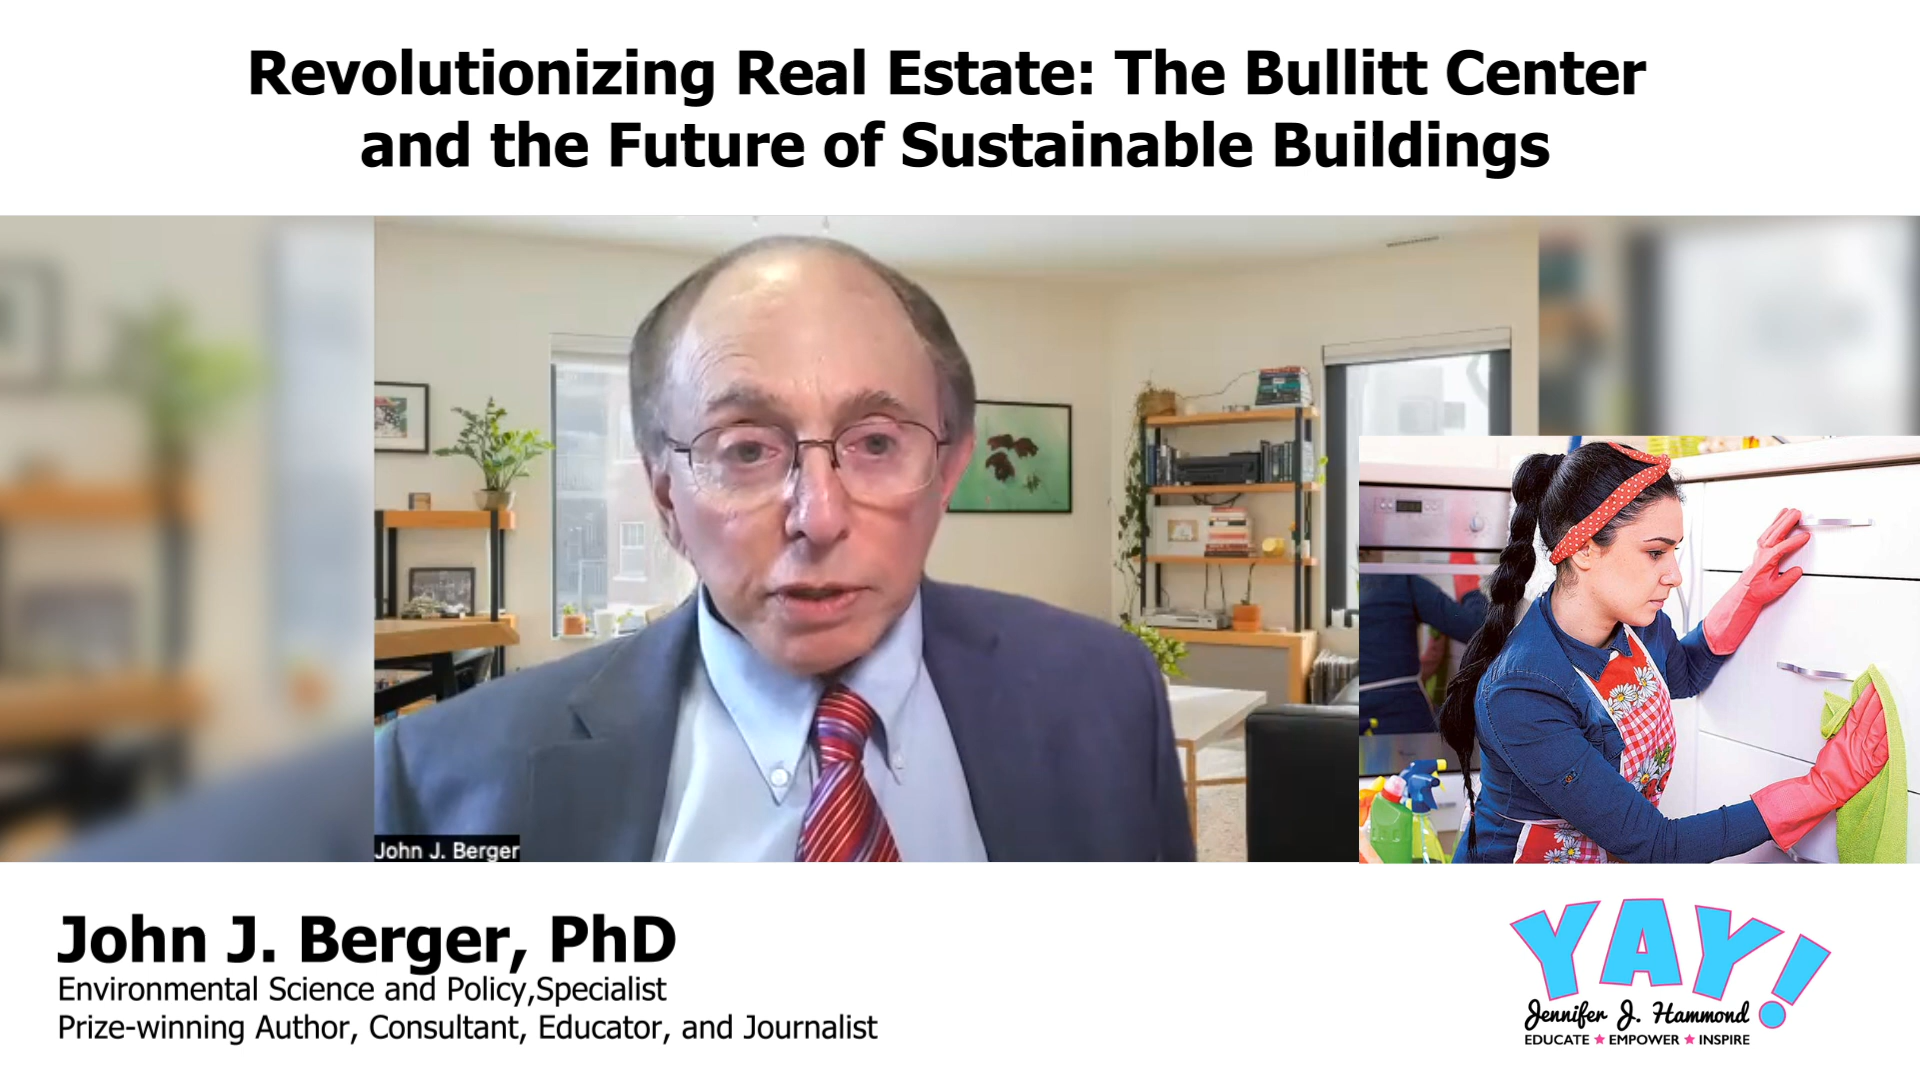 Revolutionizing Real Estate: The Bullitt Center
and the Future of Sustainable Buildings
John J. Berger
John J. Berger, PhD
Environmental Science and Policy,Specialist
Prize-winning Author, Consultant, Educator, and Journalist
YAY!
Jennifer J. Hammond
EDUCATE ★ EMPOWER ★ INSPIRE